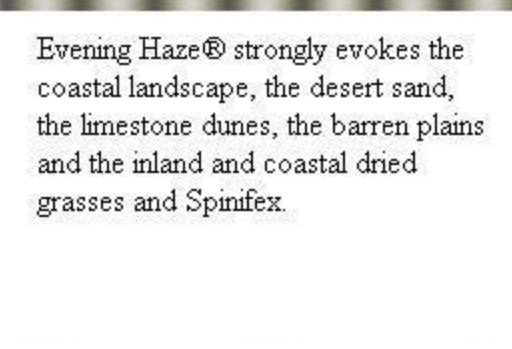 Evening Haze® strongly evokes the
coastal landscape, the desert sand,
the limestone dunes, the barren plains
and the inland and coastal dried
grasses and Spinifex.